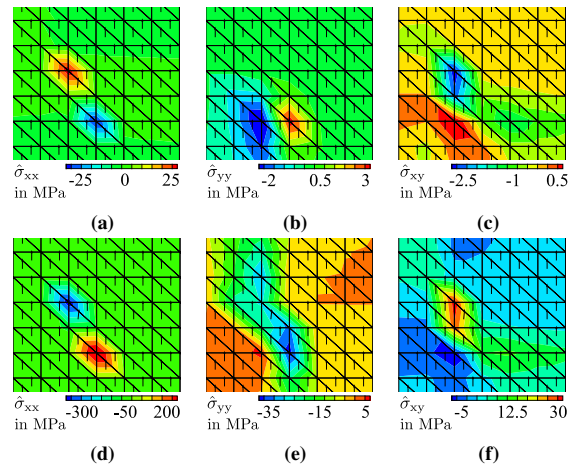 σ̂xx
in MPa
-25 0 25
(a)
σ̂yy
in MPa
-2 0.5 3
(b)
σ̂xy
in MPa
-2.5 -1 0.5
(c)
σ̂xx
in MPa
-300 -50 200
(d)
σ̂yy
in MPa
-35 -15 5
(e)
σ̂xy
in MPa
-5 12.5 30
(f)